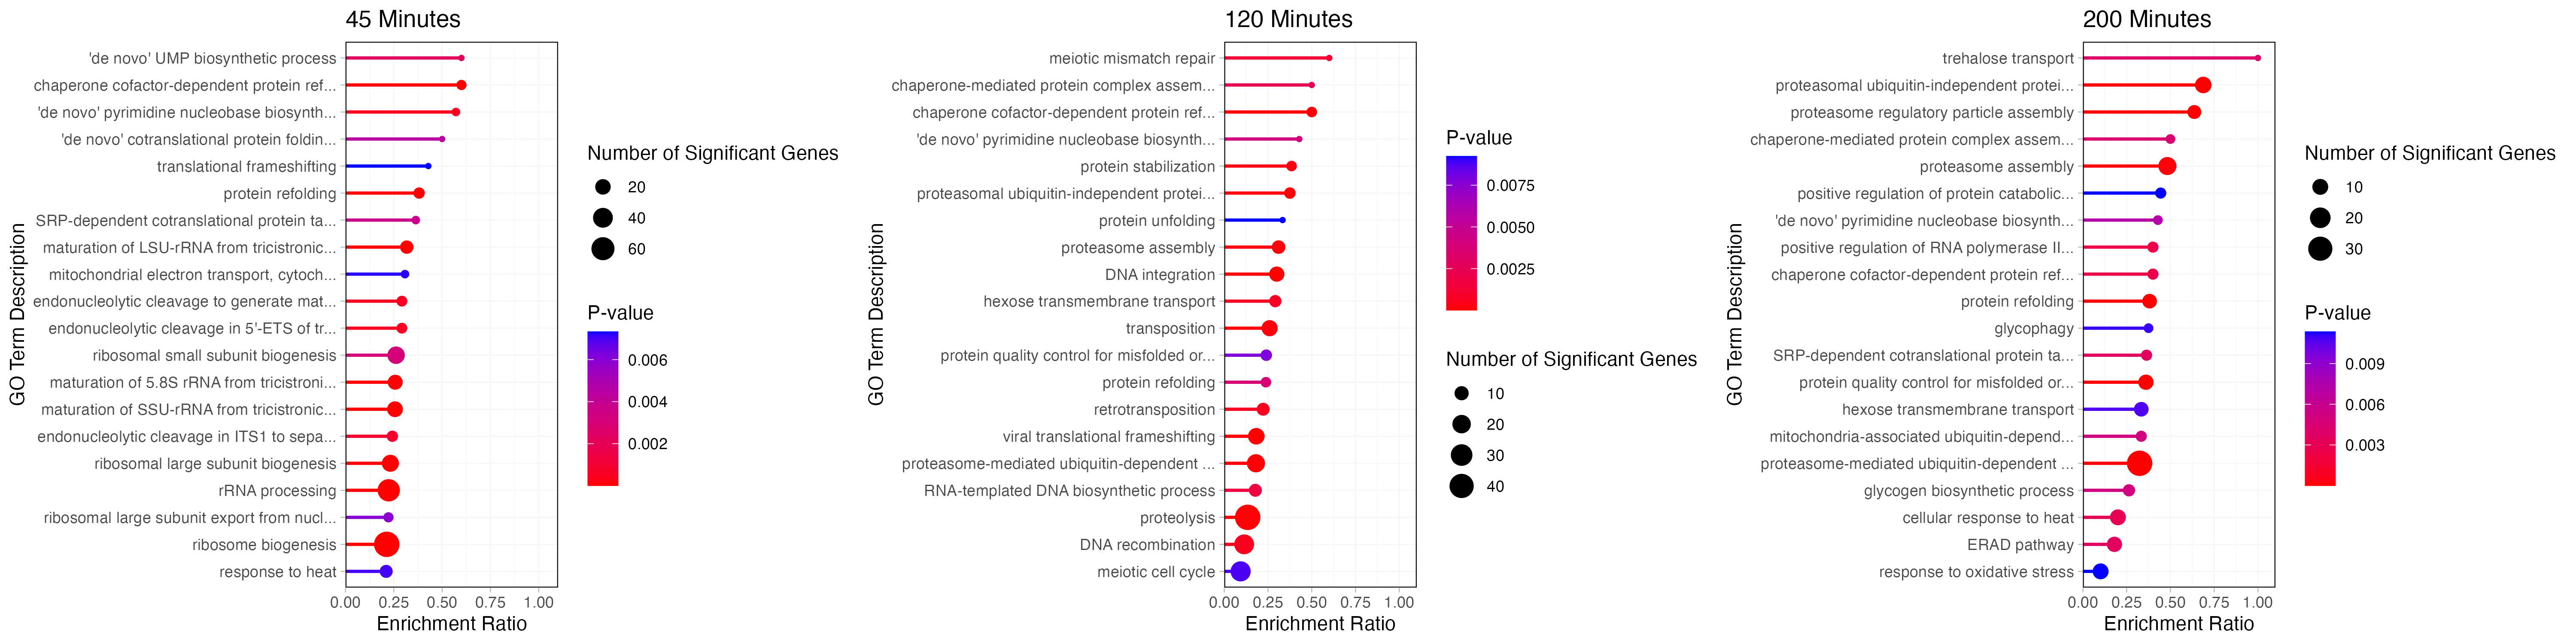 45 Minutes
GO Term Description
'de novo' UMP biosynthetic process
chaperone cofactor-dependent protein ref...
'de novo' pyrimidine nucleobase biosynth...
'de novo' cotranslational protein foldin...
translational frameshifting
protein refolding
SRP-dependent cotranslational protein ta...
maturation of LSU-rRNA from tricistronic...
mitochondrial electron transport, cytoch...
endonucleolytic cleavage to generate mat...
endonucleolytic cleavage in 5'-ETS of tr...
ribosomal small subunit biogenesis
maturation of 5.8S rRNA from tricistroni...
maturation of SSU-rRNA from tricistronic...
endonucleolytic cleavage in ITS1 to sepa...
ribosomal large subunit biogenesis
rRNA processing
ribosomal large subunit export from nucl...
ribosome biogenesis
response to heat
0.00 0.25 0.50 0.75 1.00
Enrichment Ratio
Number of Significant Genes
20
40
60
P-value
0.006
0.004
0.002
120 Minutes
GO Term Description
meiotic mismatch repair
chaperone-mediated protein complex assem...
chaperone cofactor-dependent protein ref...
'de novo' pyrimidine nucleobase biosynth...
protein stabilization
proteasomal ubiquitin-independent protei...
protein unfolding
proteasome assembly
DNA integration
hexose transmembrane transport
transposition
protein quality control for misfolded or...
protein refolding
retrotransposition
viral translational frameshifting
proteasome-mediated ubiquitin-dependent ...
RNA-templated DNA biosynthetic process
proteolysis
DNA recombination
meiotic cell cycle
0.00 0.25 0.50 0.75 1.00
Enrichment Ratio
P-value
0.0075
0.0050
0.0025
Number of Significant Genes
10
20
30
40
200 Minutes
GO Term Description
trehalose transport
proteasomal ubiquitin-independent protei...
proteasome regulatory particle assembly
chaperone-mediated protein complex assem...
proteasome assembly
positive regulation of protein catabolic...
'de novo' pyrimidine nucleobase biosynth...
positive regulation of RNA polymerase II...
chaperone cofactor-dependent protein ref...
protein refolding
glycophagy
SRP-dependent cotranslational protein ta...
protein quality control for misfolded or...
hexose transmembrane transport
mitochondria-associated ubiquitin-depend...
proteasome-mediated ubiquitin-dependent ...
glycogen biosynthetic process
cellular response to heat
ERAD pathway
response to oxidative stress
0.00 0.25 0.50 0.75 1.00
Enrichment Ratio
Number of Significant Genes
10
20
30
P-value
0.009
0.006
0.003